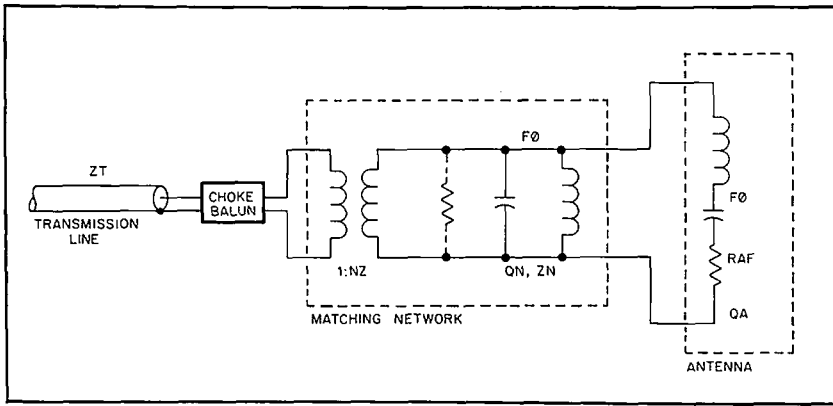 ZT
TRANSMISSION
LINE
CHOKE
BALUN
1:NZ
FØ
QN, ZN
MATCHING NETWORK
FØ
RAF
QA
ANTENNA